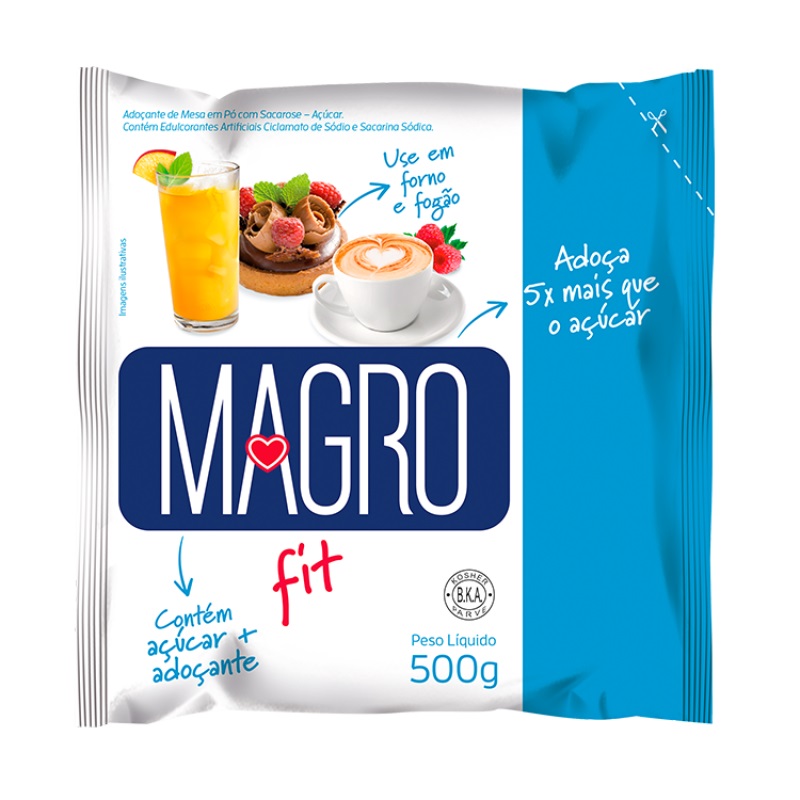 Adoçante de Mesa em Pó com Sacarose – Açúcar.
Contém Edulcorantes Artificiais Ciclamato de Sódio e Sacarina Sódica.
Use em
forno
e fogão
Imagens ilustrativas
Adoça
5x mais que
o açúcar
MAGRO
fit
Contém
açúcar +
adoçante
KOSHER
B.K.A.
PARVE
Peso Líquido
500g